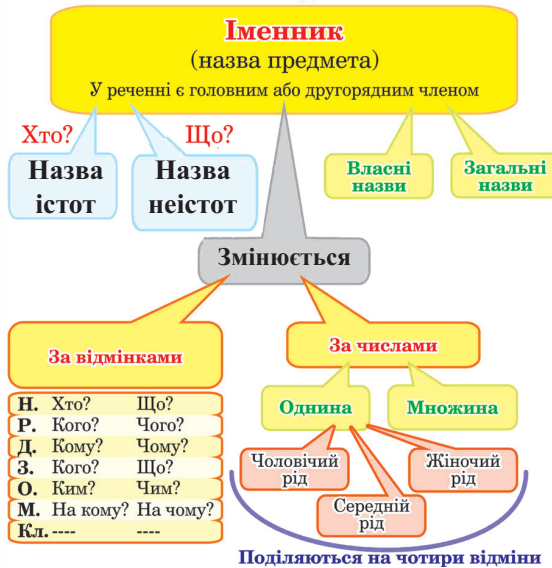 Іменник
(назва предмета)
У реченні є головним або другорядним членом
Хто?
Що?
Назва
істот
Назва
неістот
Власні
назви
Загальні
назви
Змінюється
За відмінками
За числами
Н. Хто? Що?
Р. Кого? Чого?
Д. Кому? Чому?
З. Кого? Що?
О. Ким? Чим?
М. На кому? На чому?
Кл. ---- ----
Однина
Множина
Чоловічий
рід
Середній
рід
Жіночий
рід
Поділяються на чотири відміни